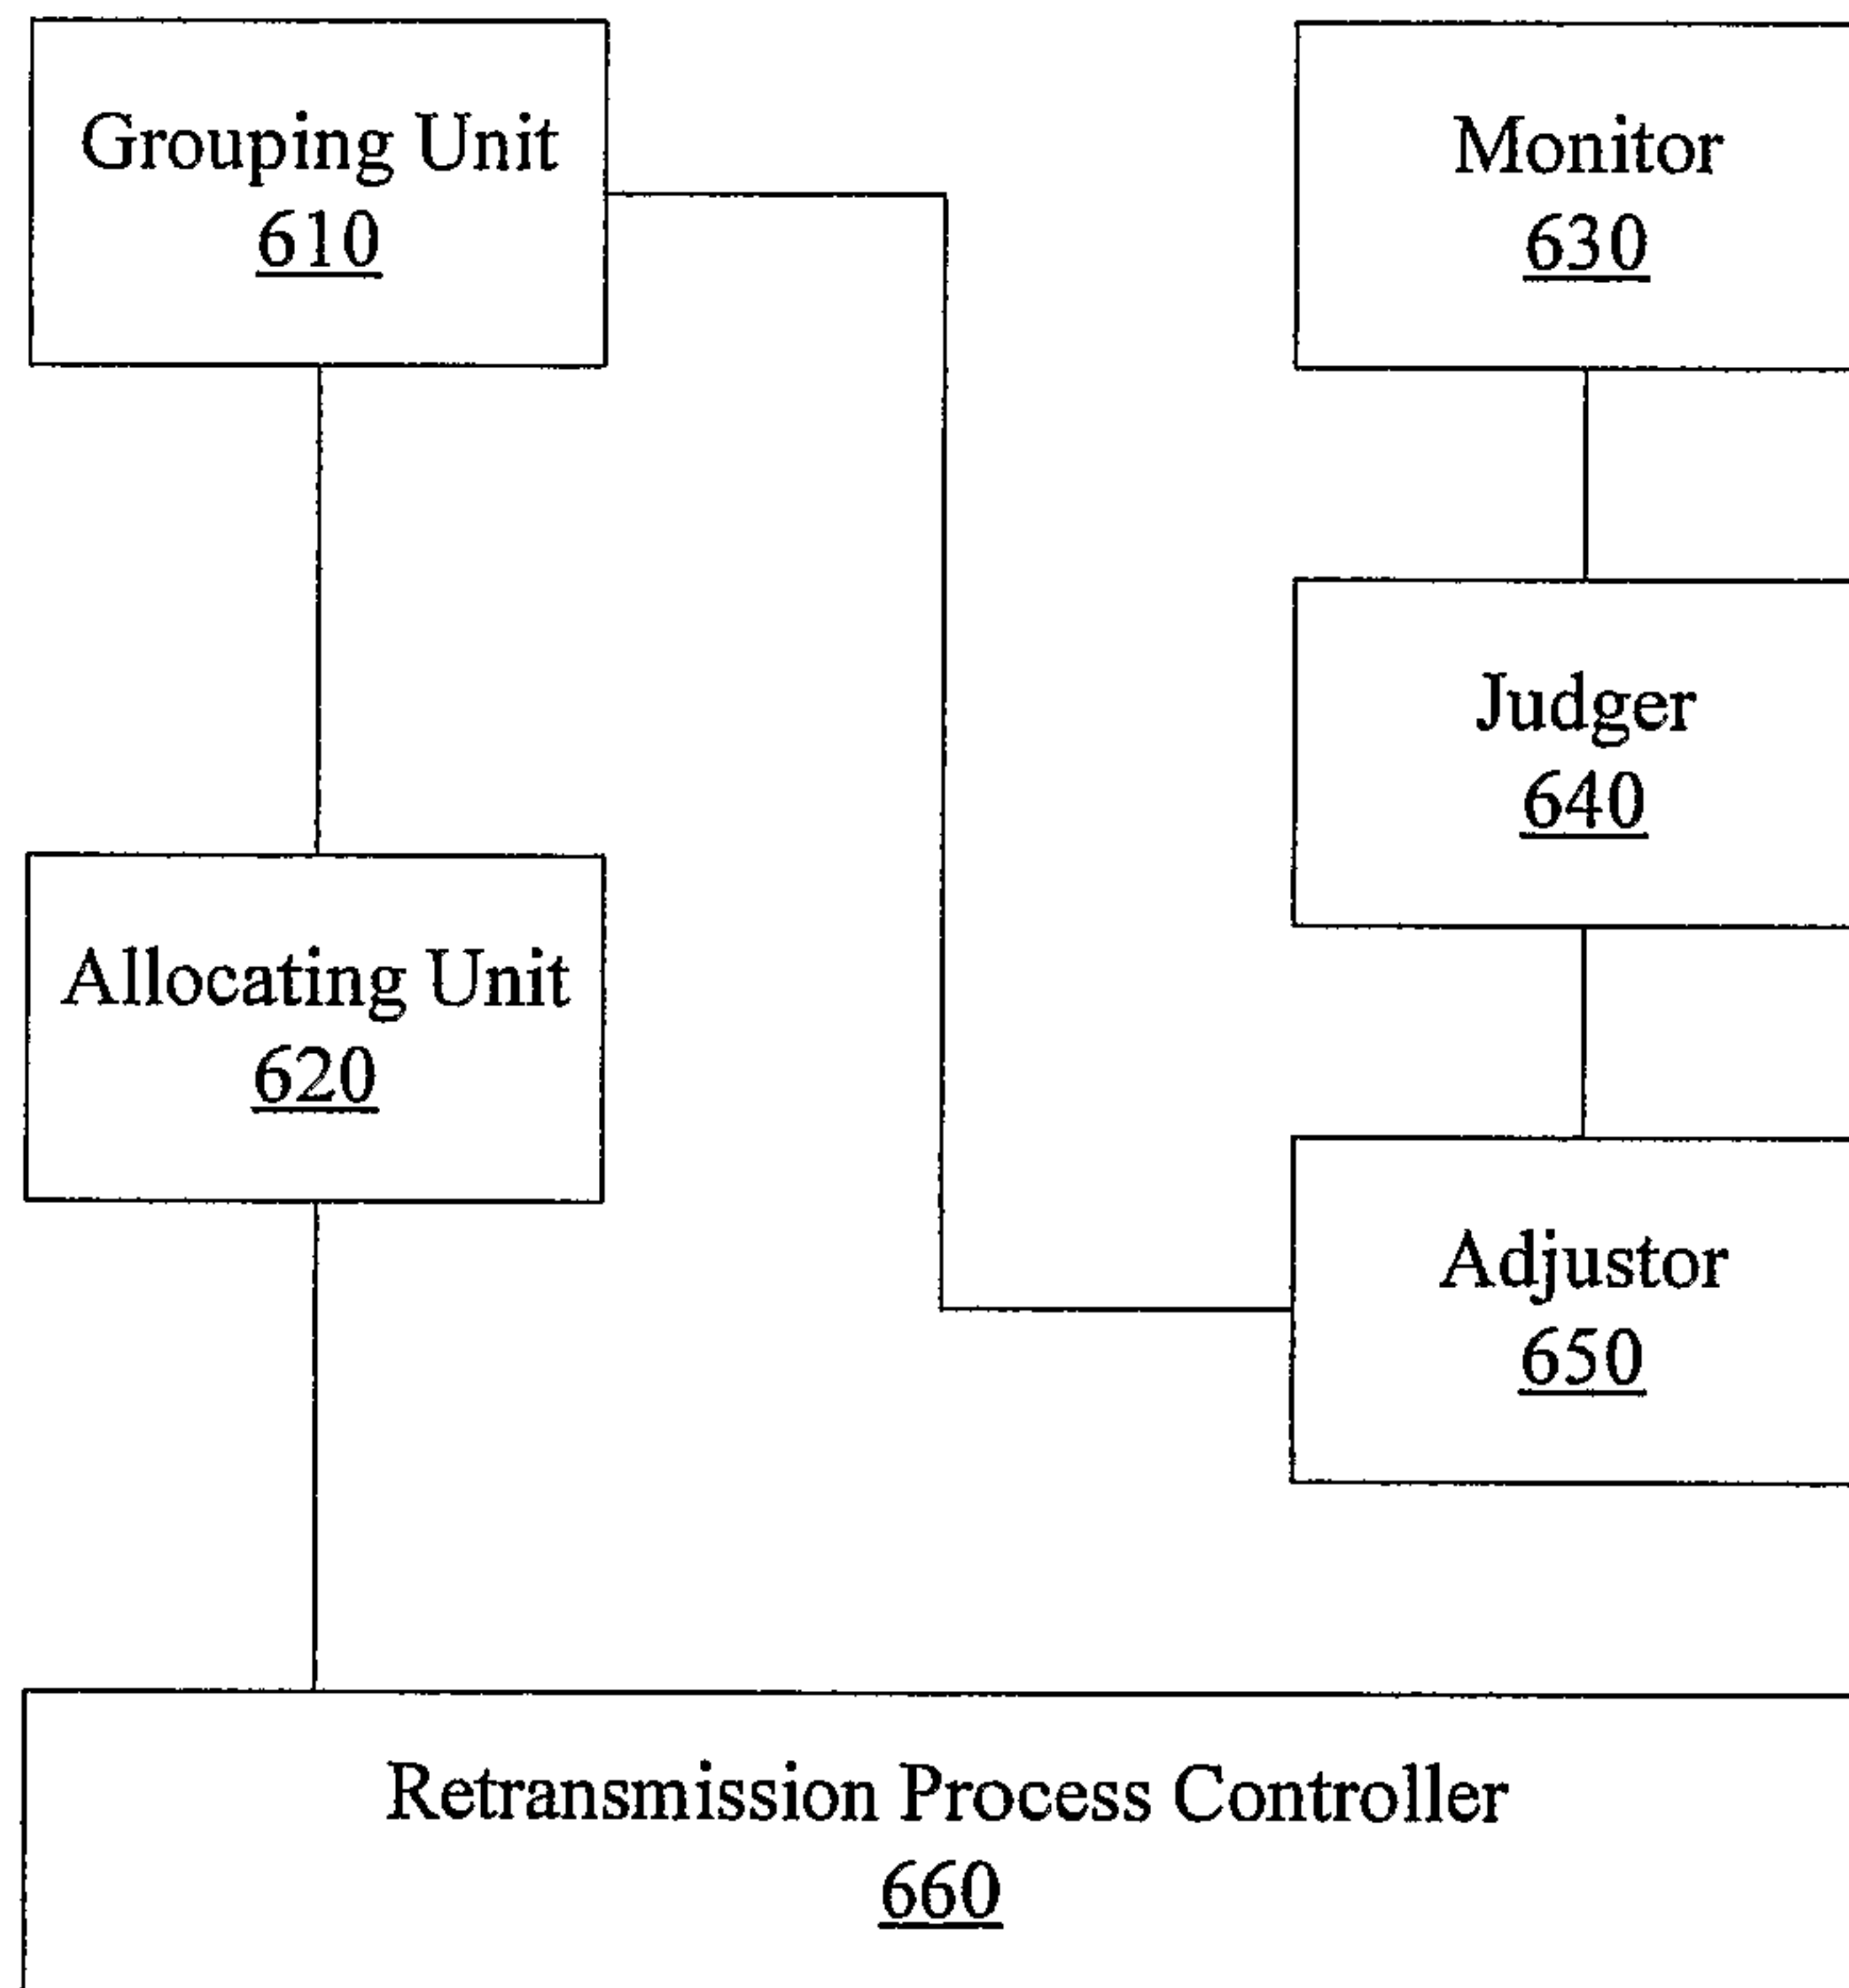 Grouping Unit
610
Monitor
630
Judger
640
Allocating Unit
620
Adjustor
650
Retransmission Process Controller
660